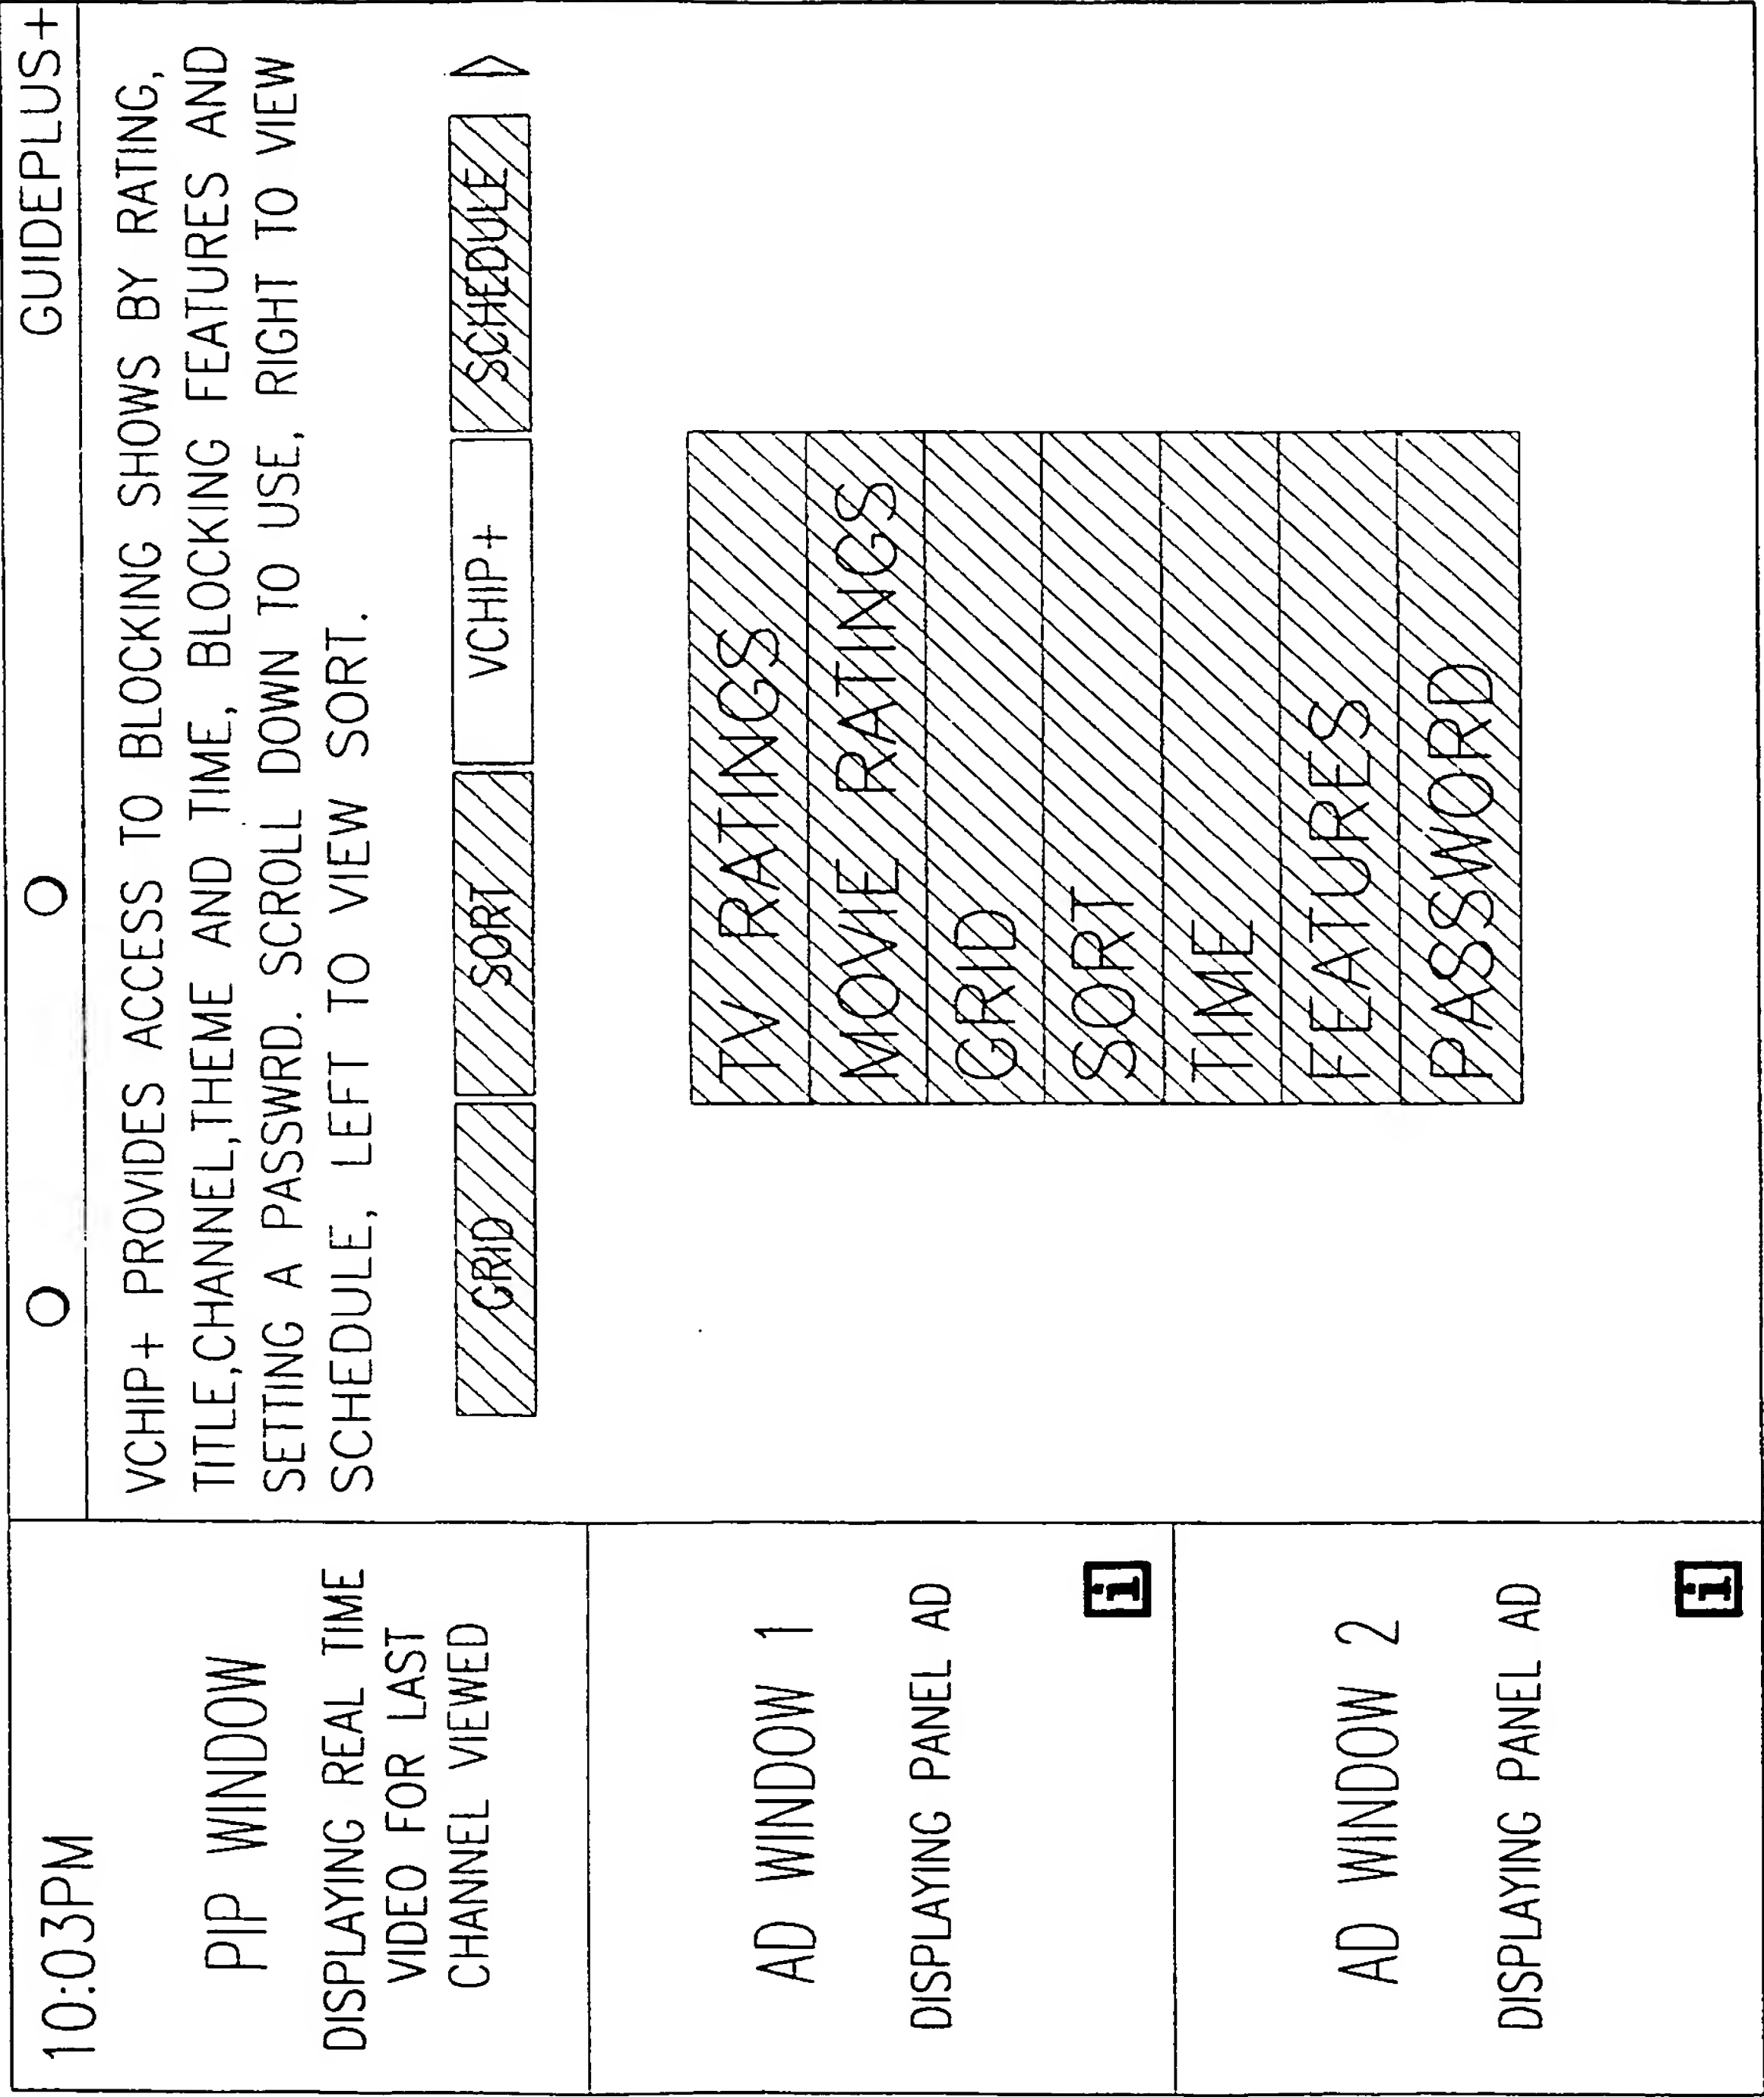 10:03PM
PIP WINDOW
DISPLAYING REAL TIME
VIDEO FOR LAST
CHANNEL VIEWED
AD WINDOW 1
DISPLAYING PANEL AD
i
AD WINDOW 2
DISPLAYING PANEL AD
i
GUIDEPLUS+
VCHIP+ PROVIDES ACCESS TO BLOCKING SHOWS BY RATING,
TITLE,CHANNEL,THEME AND TIME, BLOCKING FEATURES AND
SETTING A PASSWRD. SCROLL DOWN TO USE, RIGHT TO VIEW
SCHEDULE, LEFT TO VIEW SORT.
GRID SORT VCHIP+ SCHEDULE
TV RATINGS
MOVIE RATINGS
GRID
SORT
TIME
FEATURES
PASSWORD